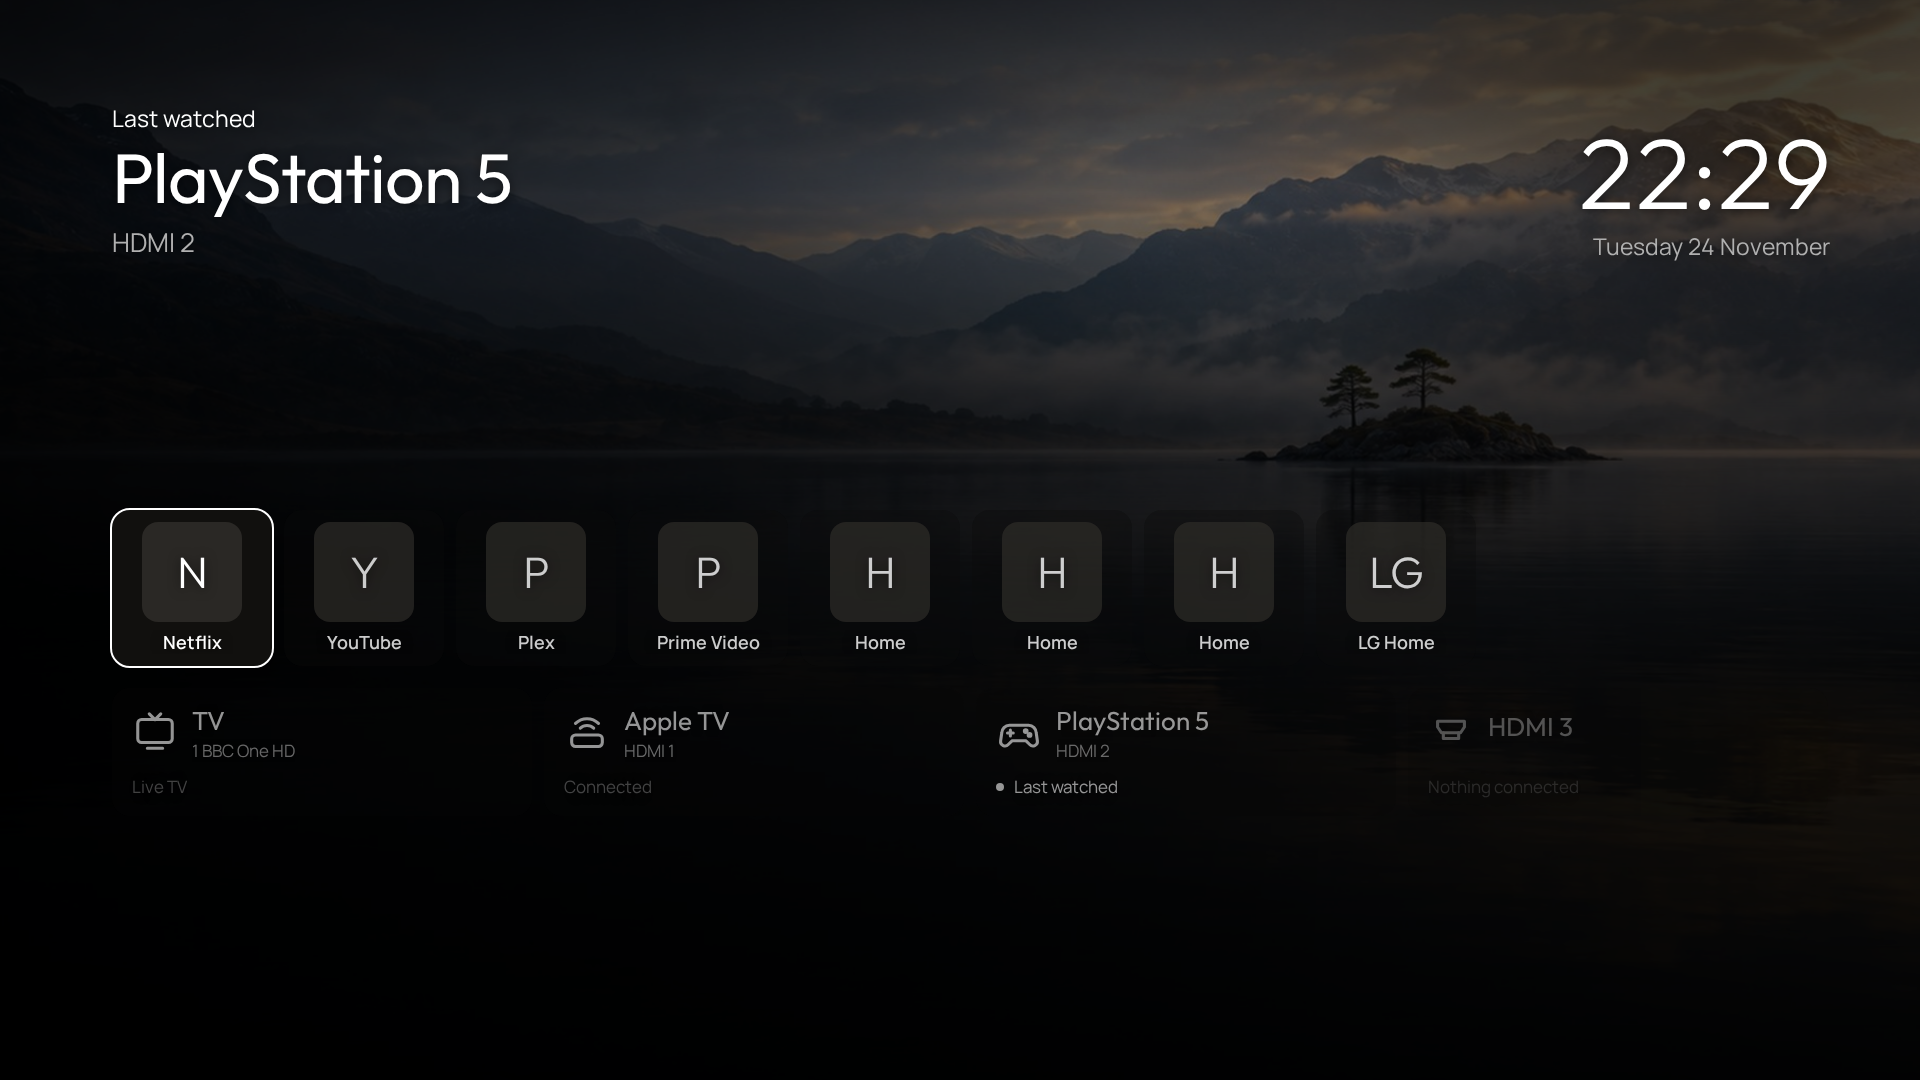 Last watched
PlayStation 5
HDMI 2
22:29
Tuesday 24 November
N
Y
P
P
H
H
H
LG
Netflix
YouTube
Plex
Prime Video
Home
Home
Home
LG Home
TV
1 BBC One HD
Live TV
Apple TV
HDMI 1
Connected
PlayStation 5
HDMI 2
Last watched
HDMI 3
Nothing connected